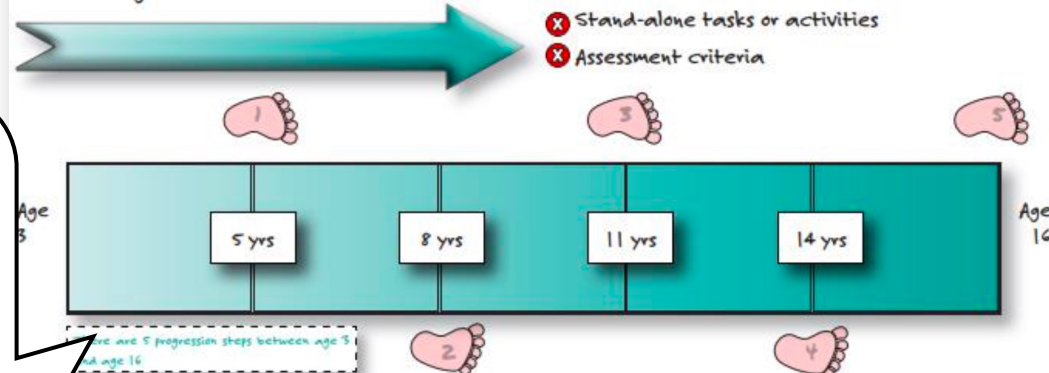 X Stand-alone tasks or activities
X Assessment criteria
1
3
5
Age
3
5 yrs
8 yrs
11 yrs
14 yrs
Age
16
are 5 progression steps between age 3
age 16
2
4